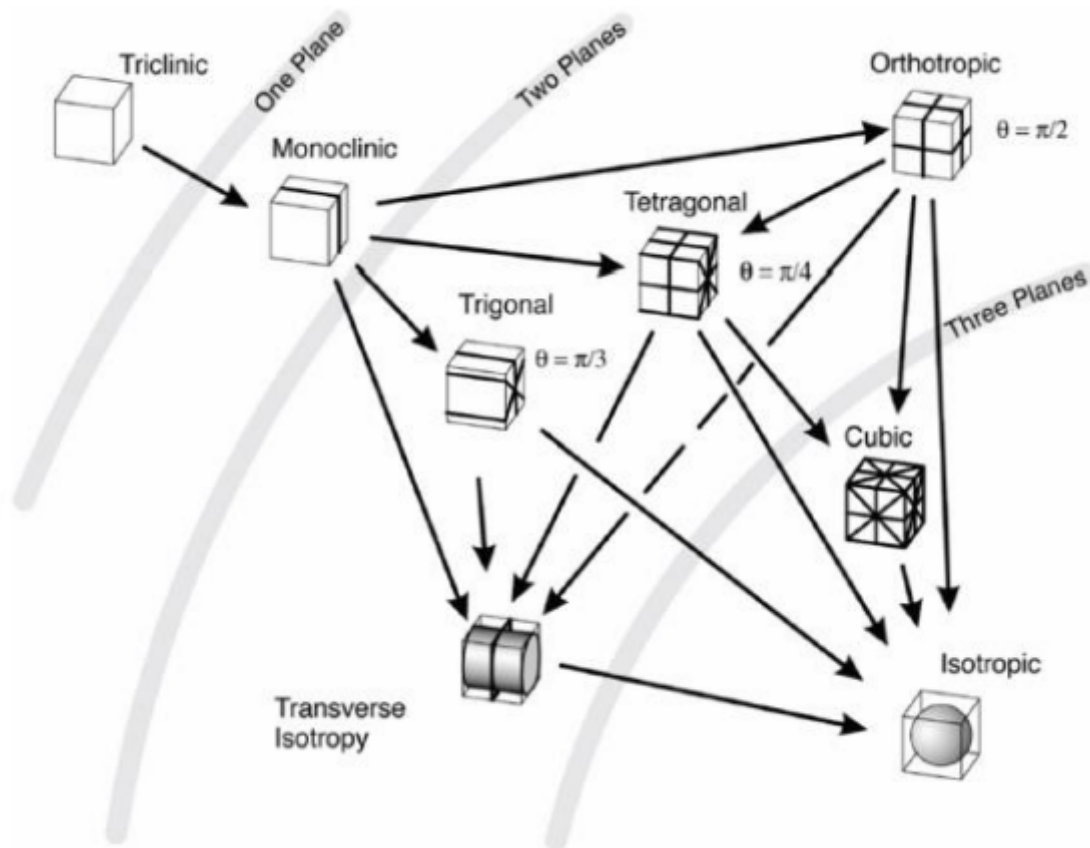 Triclinic
One Plane
Two Planes
Orthotropic
θ = π/2
Monoclinic
Tetragonal
θ = π/4
Trigonal
θ = π/3
Three Planes
Cubic
Isotropic
Transverse
Isotropy